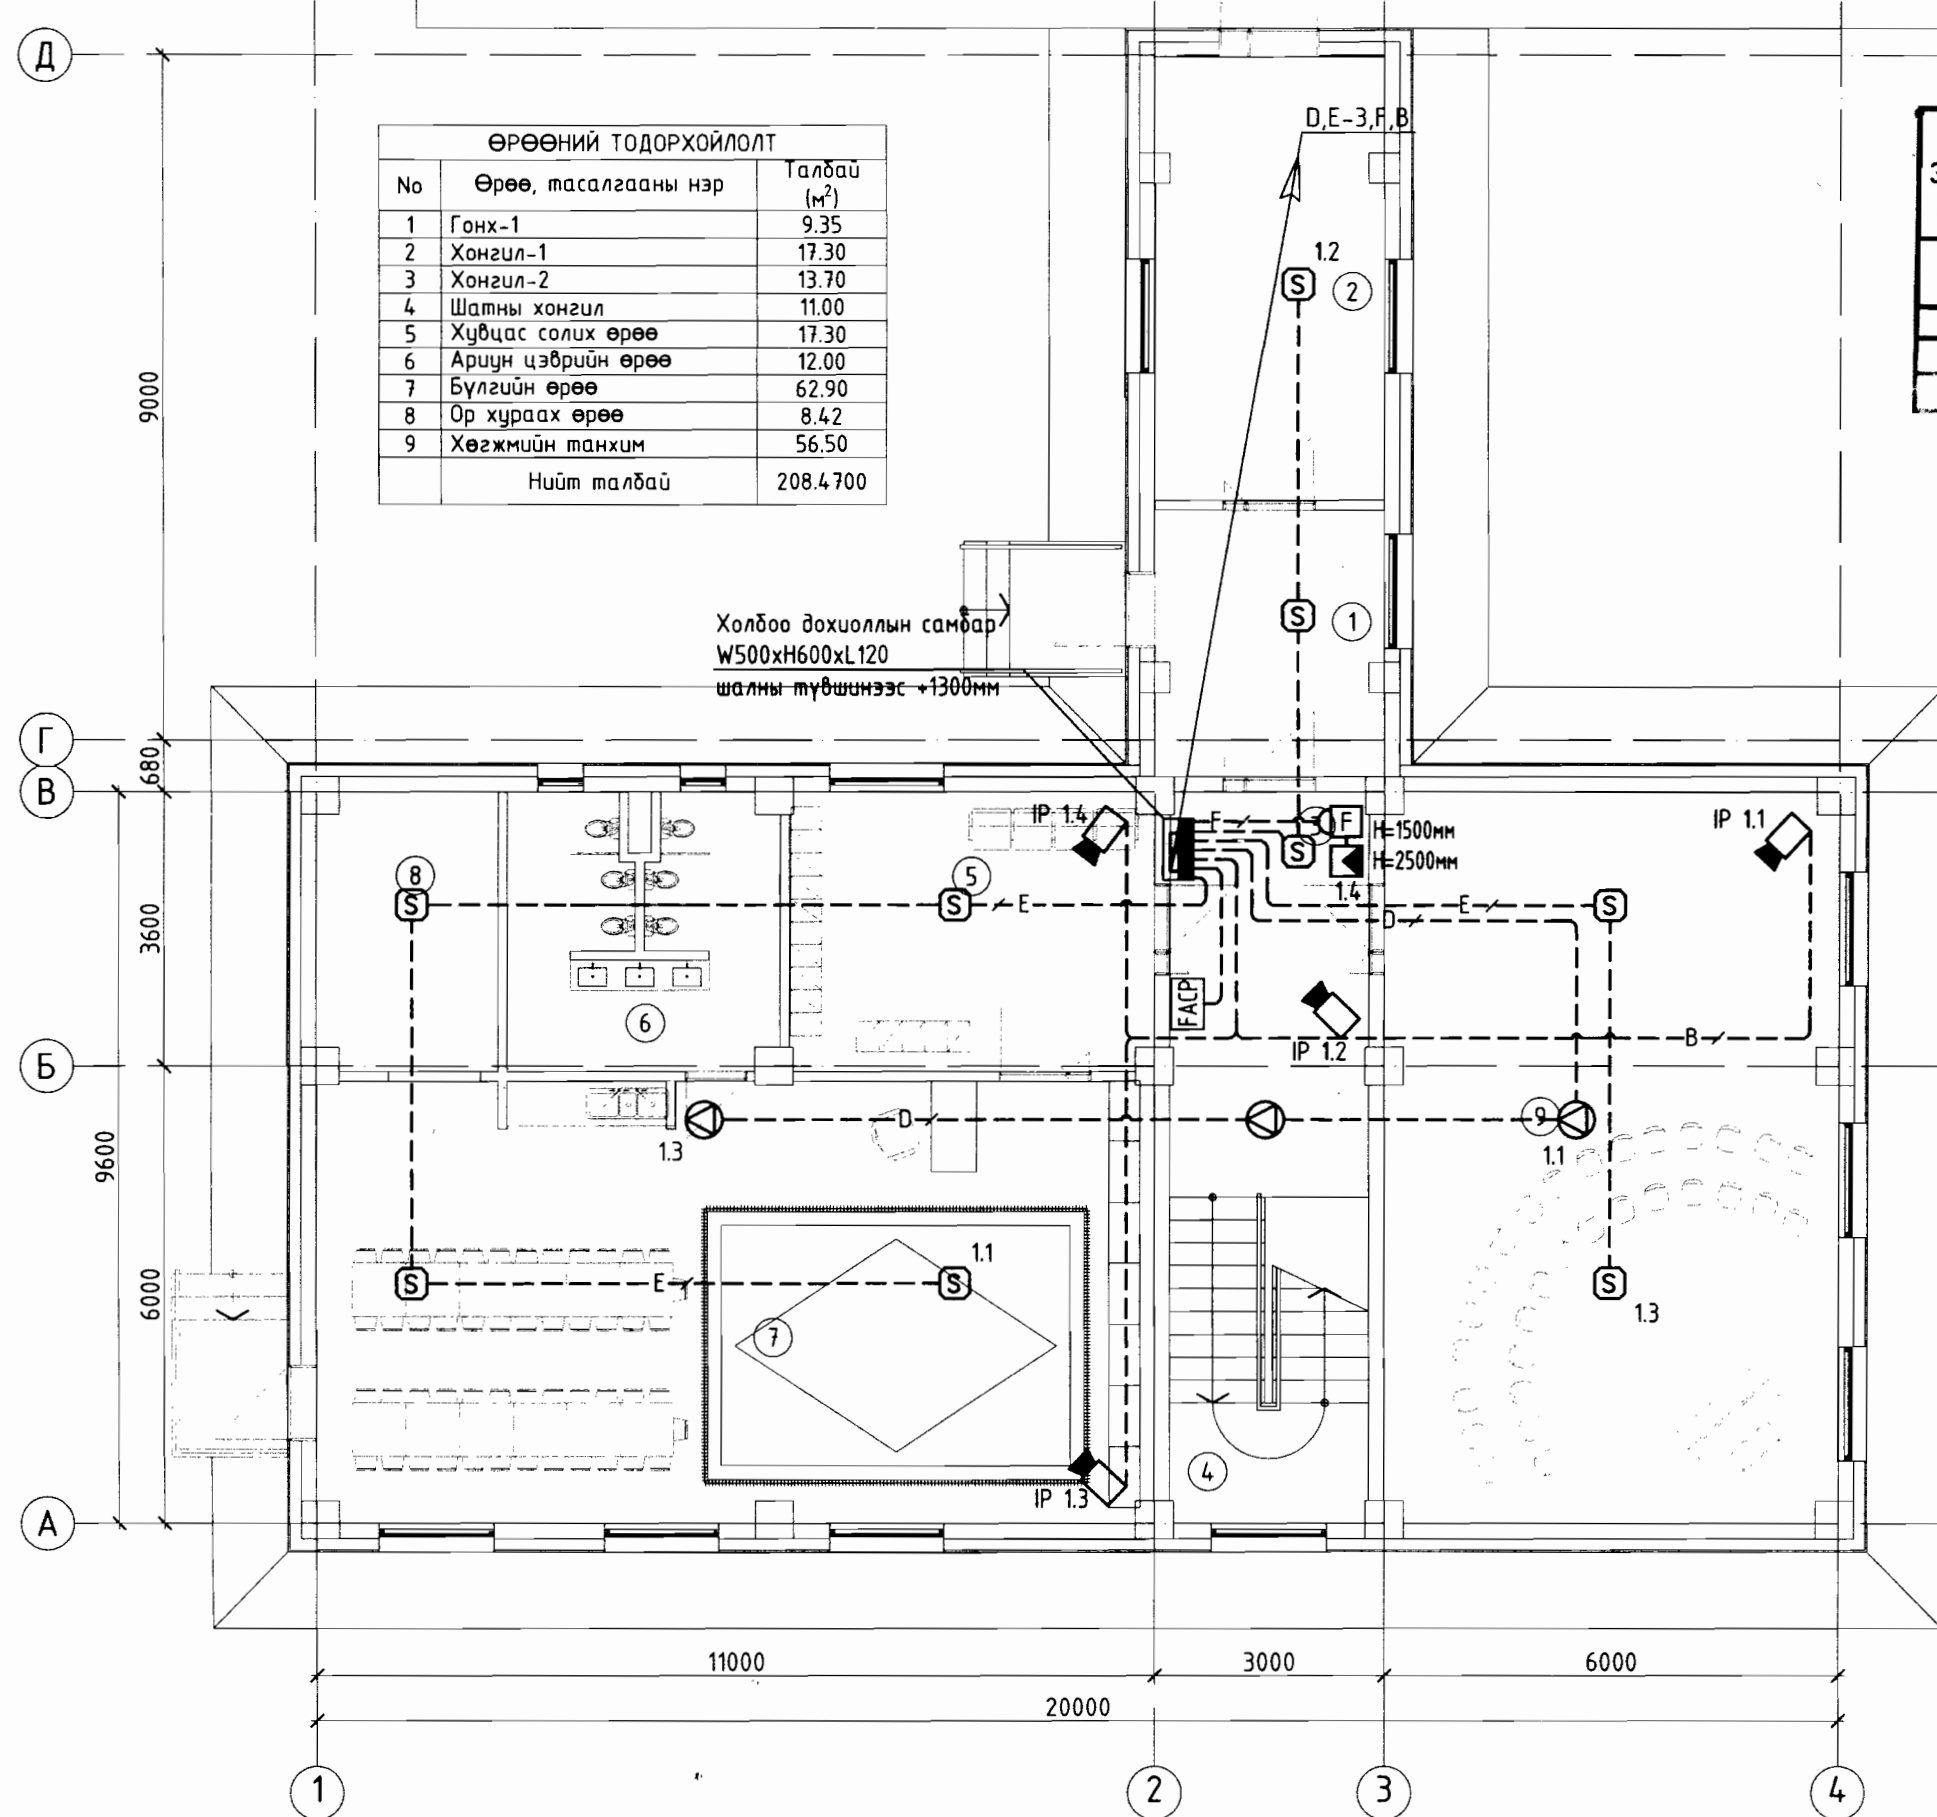 Д
D,E-3,F,B
ӨРӨӨНИЙ ТОДОРХОЙЛОЛТ
No Өрөө, тасалгааны нэр Талбай (м²)
1 Гонх-1 9.35
2 Хонгил-1 17.30
3 Хонгил-2 13.70
4 Шатны хонгил 11.00
5 Хувцас солих өрөө 17.30
6 Ариун цэврийн өрөө 12.00
7 Бүлгийн өрөө 62.90
8 Ор хураах өрөө 8.42
9 Хөгжмийн танхим 56.50
Нийт талбай 208.4700
1.2
S 2
9000
S 1
Холбоо дохиоллын самбар
W500xH600xL120
шалны түвшинээс +1300мм
Г
680
В
IP 1.4
F F H=1500мм
S H=2500мм
1.4
IP 1.1
8 5
S S E E S
D
3600
FACP
6
IP 1.2
B
Б
D 9
1.3 1.1
9600
6000
1.1
S E S S
1.3
7
4
IP 1.3
А
11000 3000 6000
20000
1 2 3 4